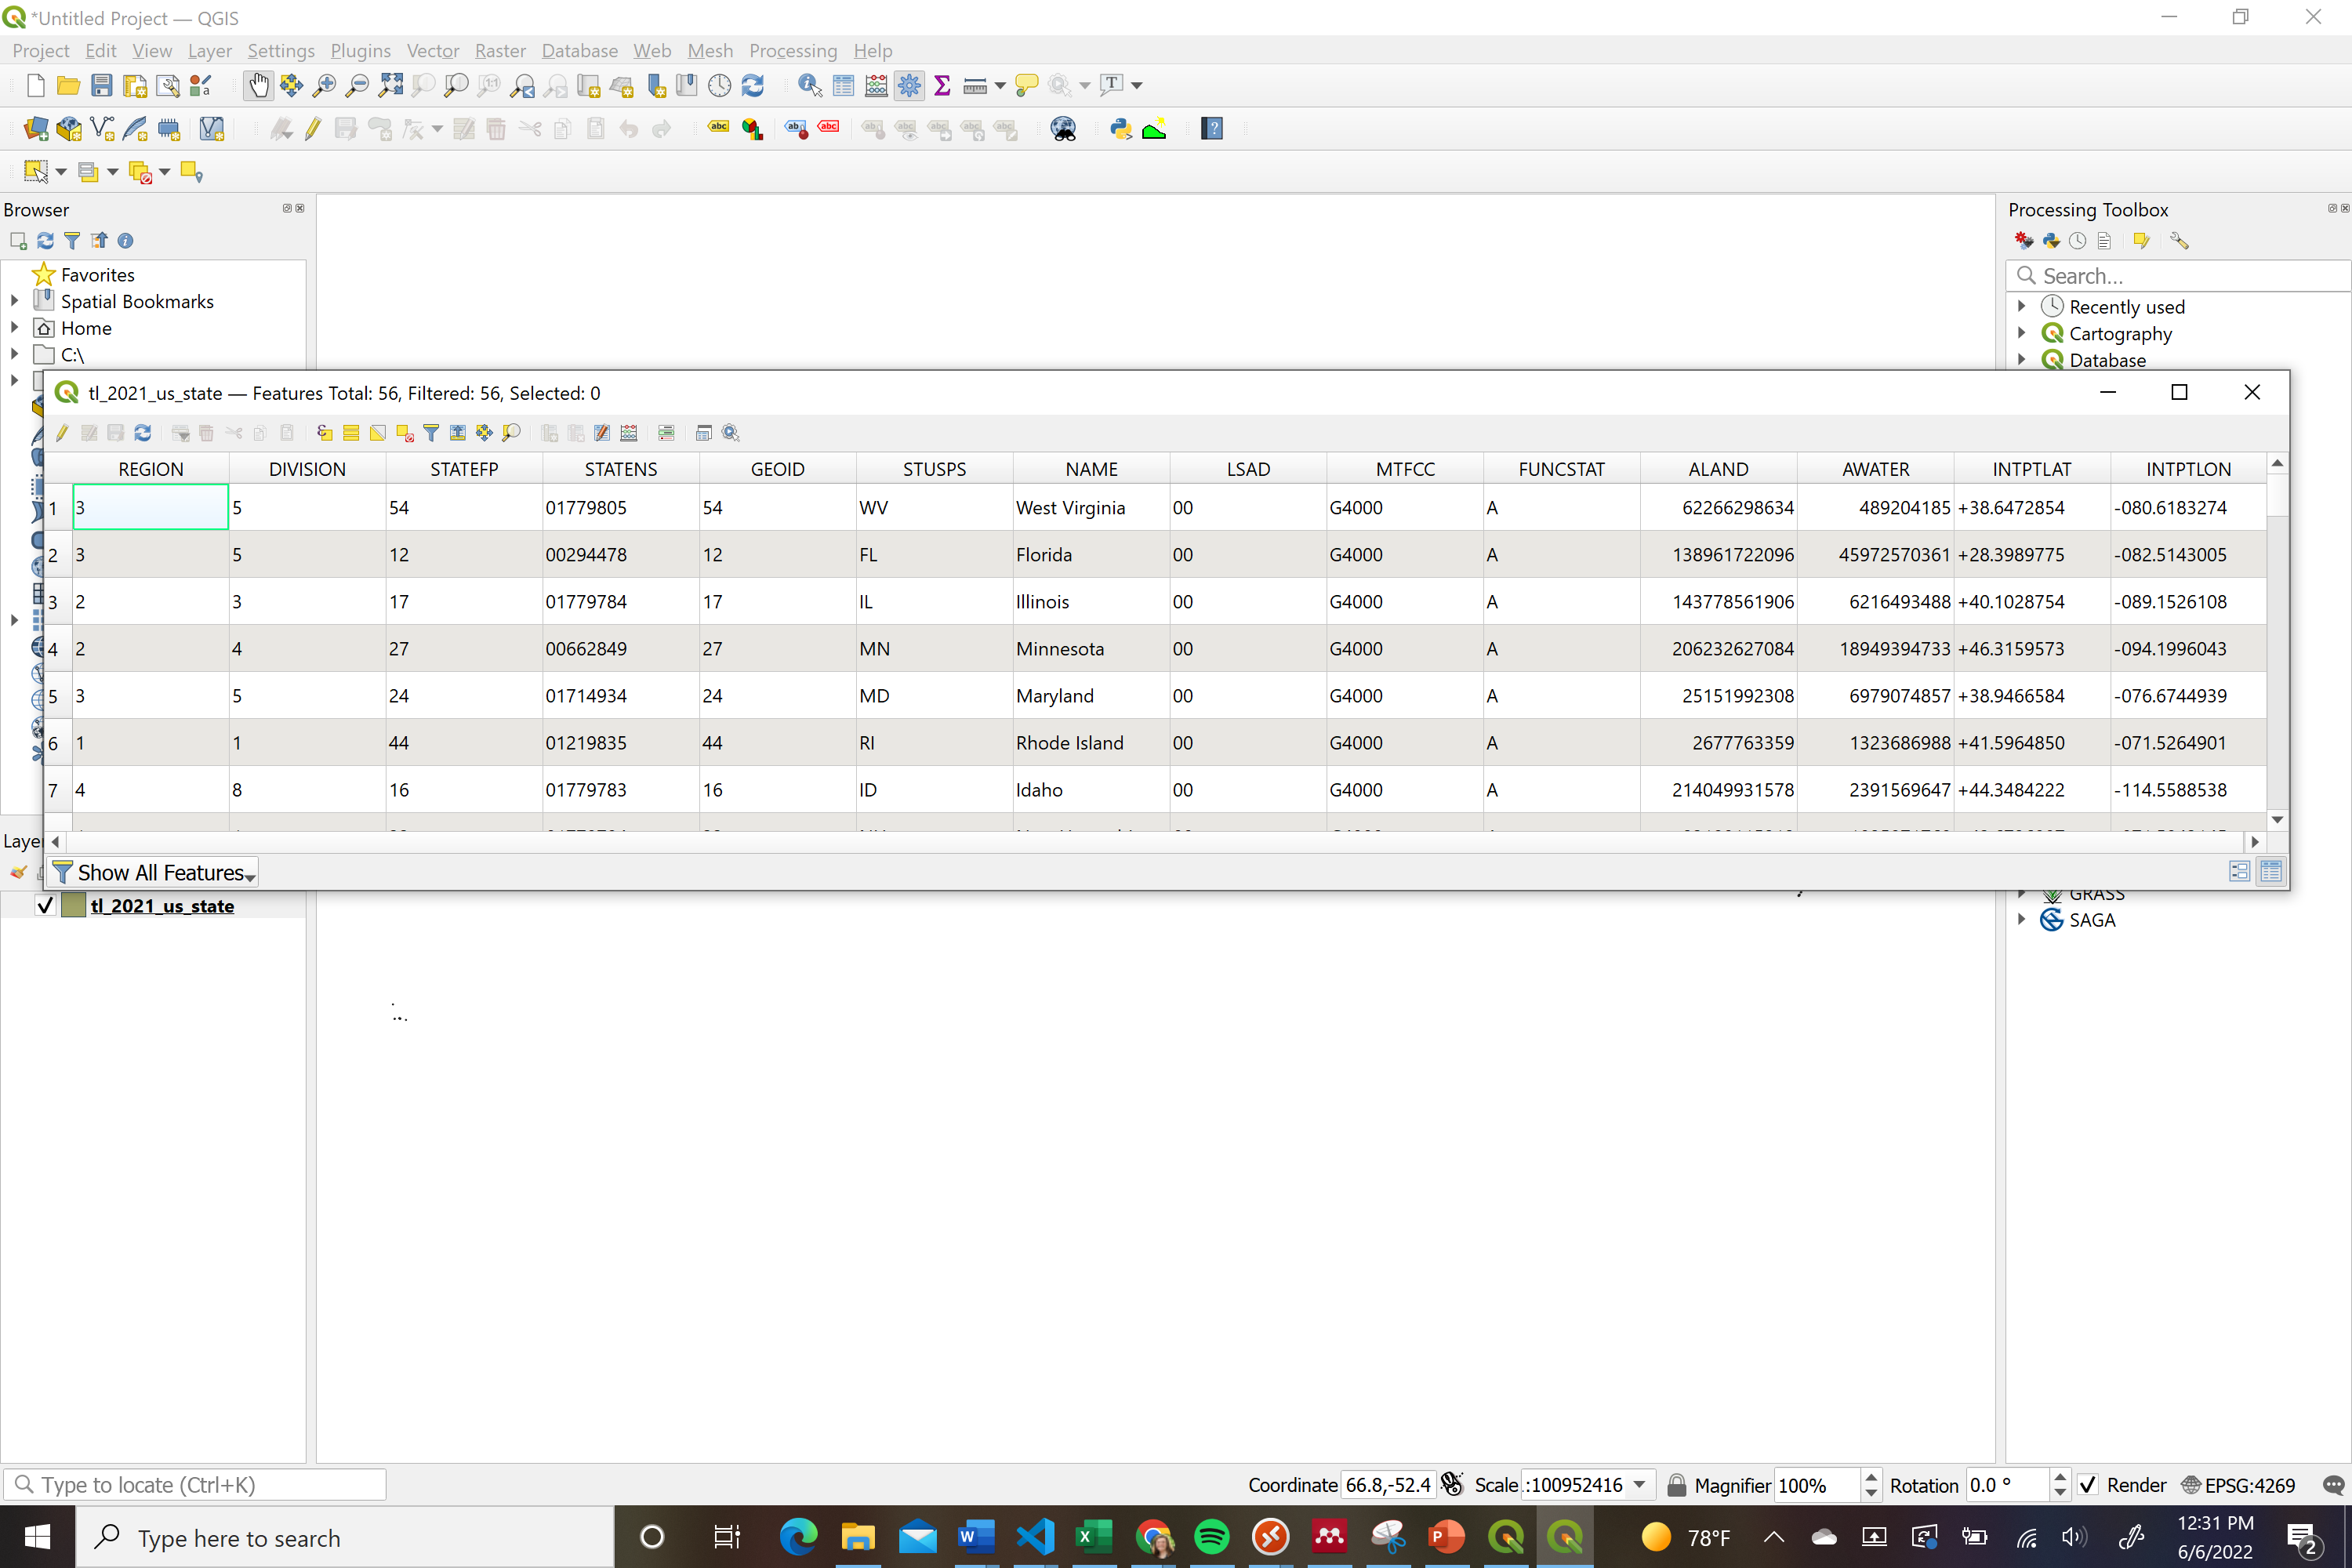 *Untitled Project — QGIS
Project Edit View Layer Settings Plugins Vector Raster Database Web Mesh Processing Help
Browser
Favorites
Spatial Bookmarks
Home
C:\
Processing Toolbox
Search...
Recently used
Cartography
Database
tl_2021_us_state — Features Total: 56, Filtered: 56, Selected: 0
REGION DIVISION STATEFP STATENS GEOID STUSPS NAME LSAD MTFCC FUNCSTAT ALAND AWATER INTPTLAT INTPTLON
1 3 5 54 01779805 54 WV West Virginia 00 G4000 A 62266298634 489204185 +38.6472854 -080.6183274
2 3 5 12 00294478 12 FL Florida 00 G4000 A 138961722096 45972570361 +28.3989775 -082.5143005
3 2 3 17 01779784 17 IL Illinois 00 G4000 A 143778561906 6216493488 +40.1028754 -089.1526108
4 2 4 27 00662849 27 MN Minnesota 00 G4000 A 206232627084 18949394733 +46.3159573 -094.1996043
5 3 5 24 01714934 24 MD Maryland 00 G4000 A 25151992308 6979074857 +38.9466584 -076.6744939
6 1 1 44 01219835 44 RI Rhode Island 00 G4000 A 2677763359 1323686988 +41.5964850 -071.5264901
7 4 8 16 01779783 16 ID Idaho 00 G4000 A 214049931578 2391569647 +44.3484222 -114.5588538
Laye
Show All Features
tl_2021_us_state
GRASS
SAGA
Type to locate (Ctrl+K)
Coordinate 66.8,-52.4 Scale .:100952416 Magnifier 100% Rotation 0.0 ° Render EPSG:4269
Type here to search
78°F
12:31 PM
6/6/2022
2